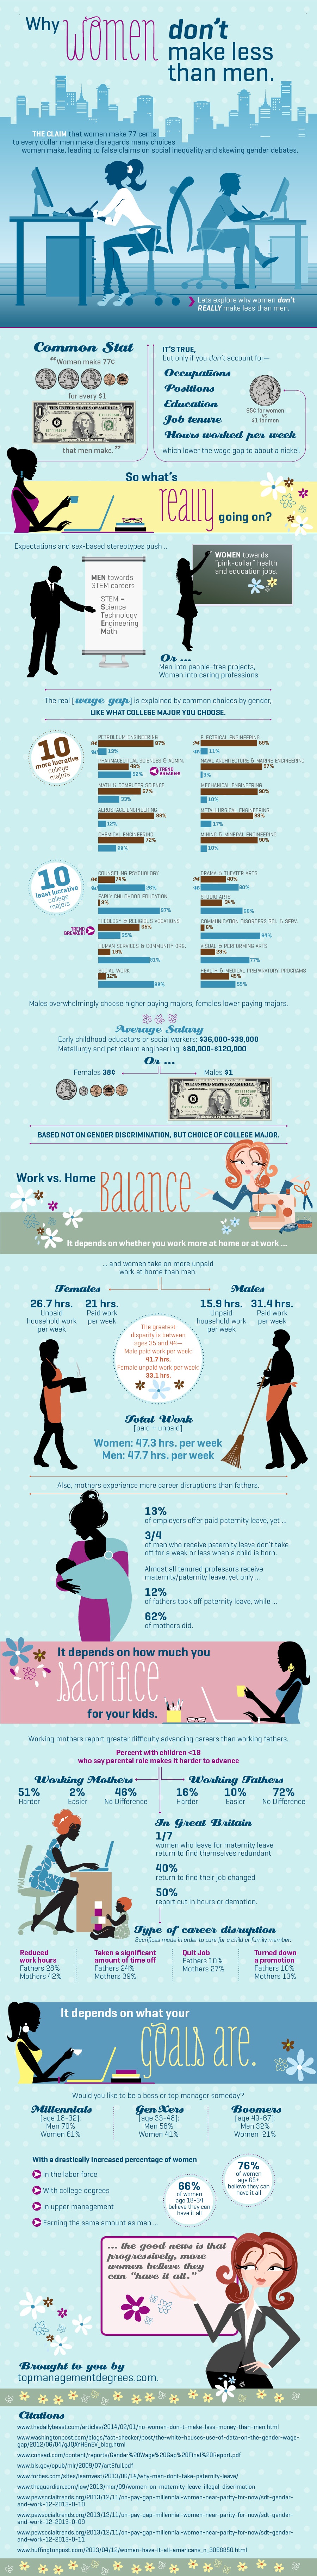 Why women don't
make less
than men.
THE CLAIM that women make 77 cents
to every dollar men make disregards many choices
women make, leading to false claims on social inequality and skewing gender debates.
Lets explore why women don't
REALLY make less than men.
Common Stat
"Women make 77¢
for every $1
that men make."
IT'S TRUE,
but only if you don't account for—
Occupations
Positions
Education
Job tenure
Hours worked per week
95¢ for women
vs.
$1 for men
which lower the wage gap to about a nickel.
So what's
really
going on?
Expectations and sex-based stereotypes push ...
MEN towards
STEM careers
STEM =
Science
Technology
Engineering
Math
WOMEN towards
"pink-collar" health
and education jobs.
Or ...
Men into people-free projects,
Women into caring professions.
The real [wage gap] is explained by common choices by gender,
LIKE WHAT COLLEGE MAJOR YOU CHOOSE.
10
more lucrative
college
majors
PETROLEUM ENGINEERING
M 87%
W 13%
PHARMACEUTICAL SCIENCES & ADMIN.
48%
52%
TREND
BREAKER!
MATH & COMPUTER SCIENCE
67%
33%
AEROSPACE ENGINEERING
88%
12%
CHEMICAL ENGINEERING
72%
28%
ELECTRICAL ENGINEERING
M 89%
W 11%
NAVAL ARCHITECTURE & MARINE ENGINEERING
97%
3%
MECHANICAL ENGINEERING
90%
10%
METALLURGICAL ENGINEERING
83%
17%
MINING & MINERAL ENGINEERING
90%
10%
10
least lucrative
college
majors
COUNSELING PSYCHOLOGY
M 74%
W 26%
EARLY CHILDHOOD EDUCATION
3%
97%
TREND
BREAKER!
THEOLOGY & RELIGIOUS VOCATIONS
65%
35%
HUMAN SERVICES & COMMUNITY ORG.
19%
81%
SOCIAL WORK
12%
88%
DRAMA & THEATER ARTS
M 40%
W 60%
STUDIO ARTS
34%
66%
COMMUNICATION DISORDERS SCI. & SERV.
6%
94%
VISUAL & PERFORMING ARTS
23%
77%
HEALTH & MEDICAL PREPARATORY PROGRAMS
45%
55%
Males overwhelmingly choose higher paying majors, females lower paying majors.
Average Salary
Early childhood educators or social workers: $36,000-$39,000
Metallurgy and petroleum engineering: $80,000-$120,000
Or ...
Females 38¢
Males $1
BASED NOT ON GENDER DISCRIMINATION, BUT CHOICE OF COLLEGE MAJOR.
Work vs. Home
Balance
It depends on whether you work more at home or at work ...
... and women take on more unpaid
work at home than men.
Females
26.7 hrs.
Unpaid
household work
per week
21 hrs.
Paid work
per week
Males
15.9 hrs.
Unpaid
household work
per week
31.4 hrs.
Paid work
per week
The greatest
disparity is between
ages 35 and 44—
Male paid work per week:
41.7 hrs.
Female unpaid work per week:
33.1 hrs.
Total Work
[paid + unpaid]
Women: 47.3 hrs. per week
Men: 47.7 hrs. per week
Also, mothers experience more career disruptions than fathers.
13%
of employers offer paid paternity leave, yet ...
3/4
of men who receive paternity leave don't take
off for a week or less when a child is born.
Almost all tenured professors receive
maternity/paternity leave, yet only ...
12%
of fathers took off paternity leave, while ...
62%
of mothers did.
It depends on how much you
sacrifice
for your kids.
Working mothers report greater difficulty advancing careers than working fathers.
Percent with children <18
who say parental role makes it harder to advance
Working Mothers
51%
Harder
2%
Easier
46%
No Difference
Working Fathers
16%
Harder
10%
Easier
72%
No Difference
In Great Britain
1/7
women who leave for maternity leave
return to find themselves redundant
40%
return to find their job changed
50%
report cut in hours or demotion.
Type of career disruption
Sacrifices made in order to care for a child or family member:
Reduced
work hours
Fathers 28%
Mothers 42%
Taken a significant
amount of time off
Fathers 24%
Mothers 39%
Quit Job
Fathers 10%
Mothers 27%
Turned down
a promotion
Fathers 10%
Mothers 13%
It depends on what your
goals are.
Would you like to be a boss or top manager someday?
Millennials
[age 18-32]:
Men 70%
Women 61%
Gen Xers
[age 33-48]:
Men 58%
Women 41%
Boomers
[age 49-67]:
Men 32%
Women 21%
With a drastically increased percentage of women
In the labor force
With college degrees
In upper management
Earning the same amount as men ...
66%
of women
age 18-34
believe they can
have it all
76%
of women
age 65+
believe they can
have it all
... the good news is that
progressively, more
women believe they
can "have it all."
Brought to you by
topmanagementdegrees.com.
Citations
www.thedailybeast.com/articles/2014/02/01/no-women-don-t-make-less-money-than-men.html
www.washingtonpost.com/blogs/fact-checker/post/the-white-houses-use-of-data-on-the-gender-wage-
gap/2012/06/04/gJQAYH6nEV_blog.html
www.consad.com/content/reports/Gender%20Wage%20Gap%20Final%20Report.pdf
www.bls.gov/opub/mlr/2009/07/art3full.pdf
www.forbes.com/sites/learnvest/2013/06/14/why-men-dont-take-paternity-leave/
www.theguardian.com/law/2013/mar/09/women-on-maternity-leave-illegal-discrimation
www.pewsocialtrends.org/2013/12/11/on-pay-gap-millennial-women-near-parity-for-now/sdt-gender-
and-work-12-2013-0-10
www.pewsocialtrends.org/2013/12/11/on-pay-gap-millennial-women-near-parity-for-now/sdt-gender-
and-work-12-2013-0-09
www.pewsocialtrends.org/2013/12/11/on-pay-gap-millennial-women-near-parity-for-now/sdt-gender-
and-work-12-2013-0-11
www.huffingtonpost.com/2013/04/12/women-have-it-all-americans_n_3068650.html